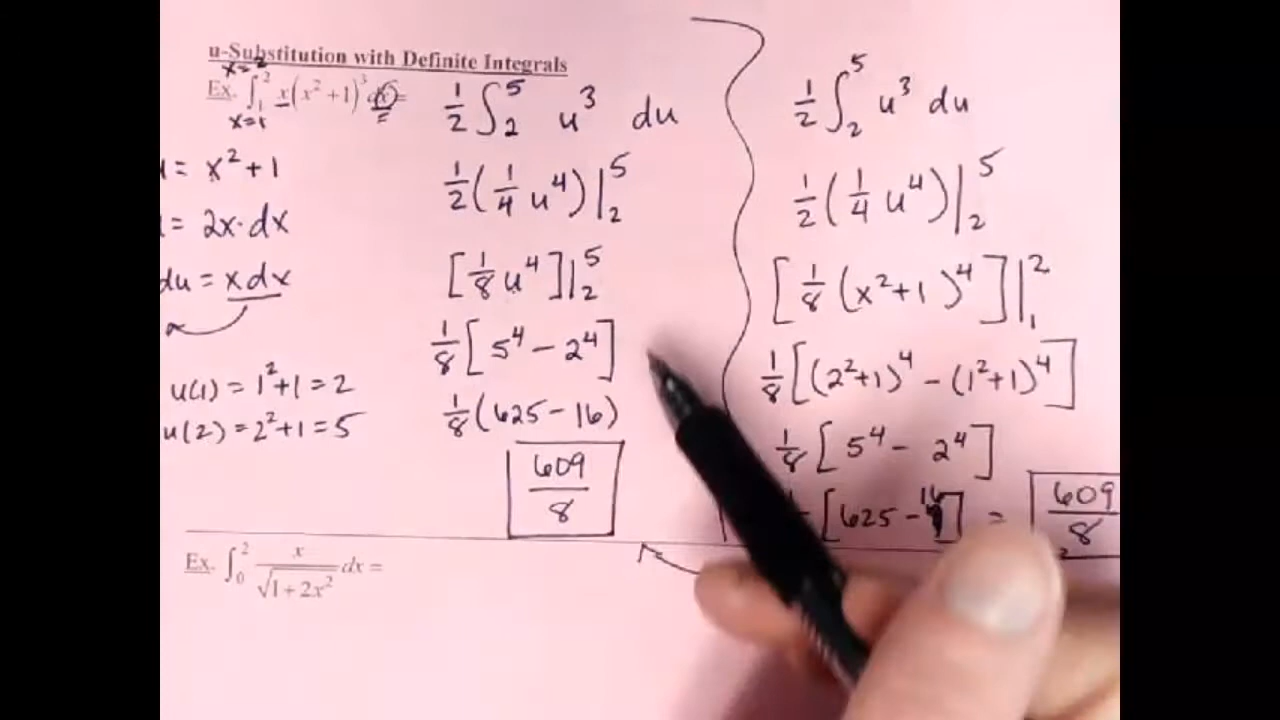 u-Substitution with Definite Integrals
x=2
Ex. ∫₁² x(x² + 1)³ dx =
x=1
u = x² + 1
= 2x·dx
du = xdx
u(1) = 1² + 1 = 2
u(2) = 2² + 1 = 5
½ ∫₂⁵ u³ du
½ (¼ u⁴) |₂⁵
[⅛ u⁴] |₂⁵
⅛ [5⁴ − 2⁴]
⅛ (625 − 16)
609/8
½ ∫₂⁵ u³ du
½ (¼ u⁴) |₂⁵
[⅛ (x² + 1)⁴] |₁²
⅛ [(2² + 1)⁴ − (1² + 1)⁴]
⅛ [5⁴ − 2⁴]
[625 − 16] = 609/8
Ex. ∫₀² x/√(1 + 2x²) dx =